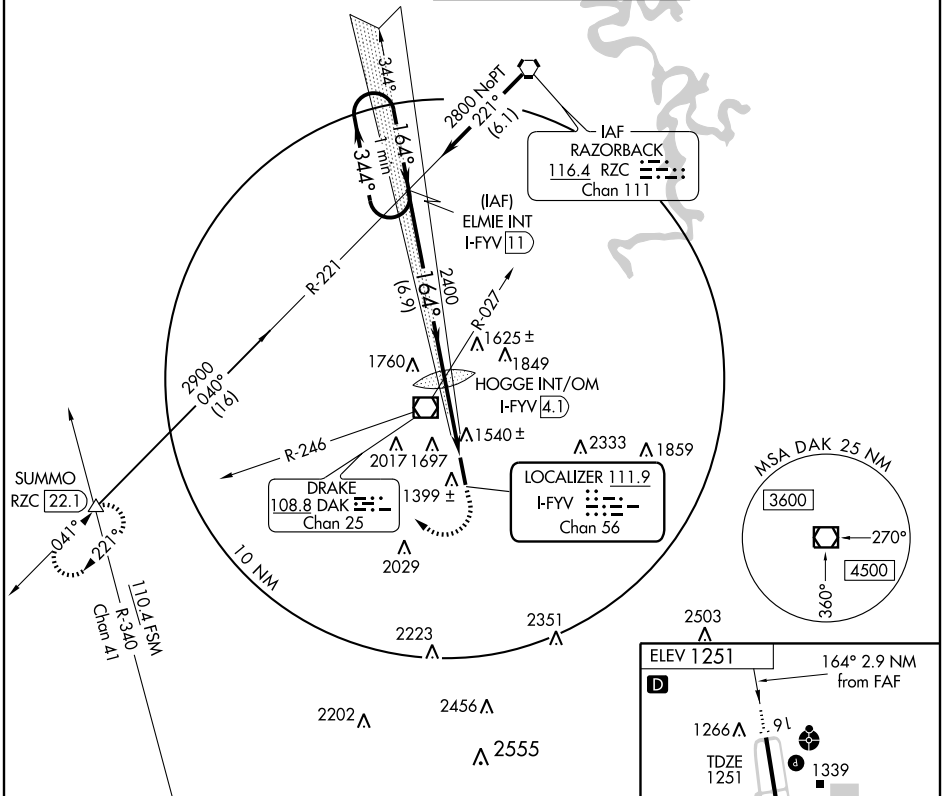 344°
2800 NoPT
221°
(6.1)
IAF
RAZORBACK
116.4 RZC
Chan 111
164°
1 min
344°
(IAF)
ELMIE INT
I-FYV 11
R-221
164°
(6.9)
2400
R-027
1625 ±
1849
1760
HOGGE INT/OM
I-FYV 4.1
2900
040°
(16)
R-246
1540 ±
2017
1697
2333
1859
SUMMO
RZC 22.1
041°
221°
DRAKE
108.8 DAK
Chan 25
1399 ±
LOCALIZER 111.9
I-FYV
Chan 56
MSA DAK 25 NM
3600
270°
4500
360°
2029
10 NM
110.4 FSM
R-340
Chan 41
2223
2351
2503
ELEV 1251
164° 2.9 NM
from FAF
D
2202
2456
1266
16
2555
TDZE
1251
P
1339